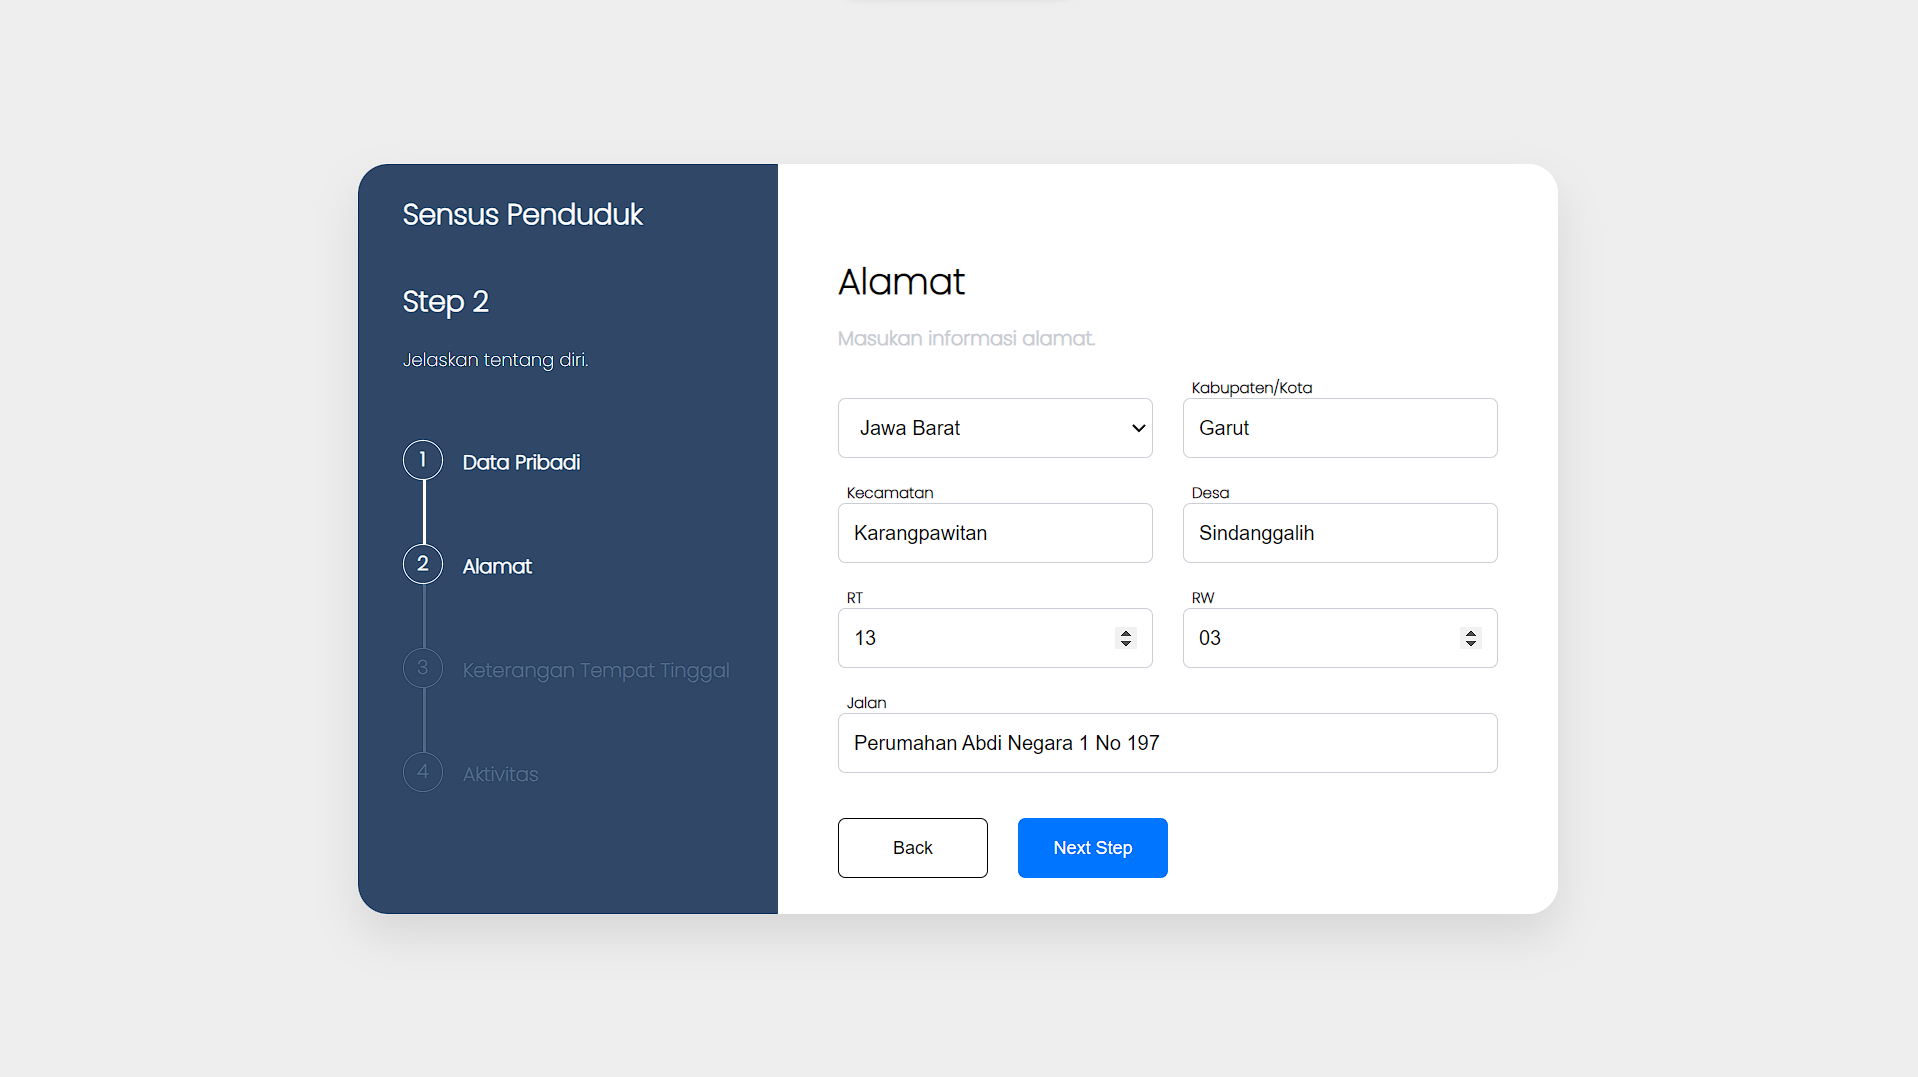 Sensus Penduduk
Step 2
Jelaskan tentang diri.
1 Data Pribadi
2 Alamat
3 Keterangan Tempat Tinggal
4 Aktivitas
Alamat
Masukan informasi alamat.
Kabupaten/Kota
Jawa Barat Garut
Kecamatan Desa
Karangpawitan Sindanggalih
RT RW
13 03
Jalan
Perumahan Abdi Negara 1 No 197
Back Next Step